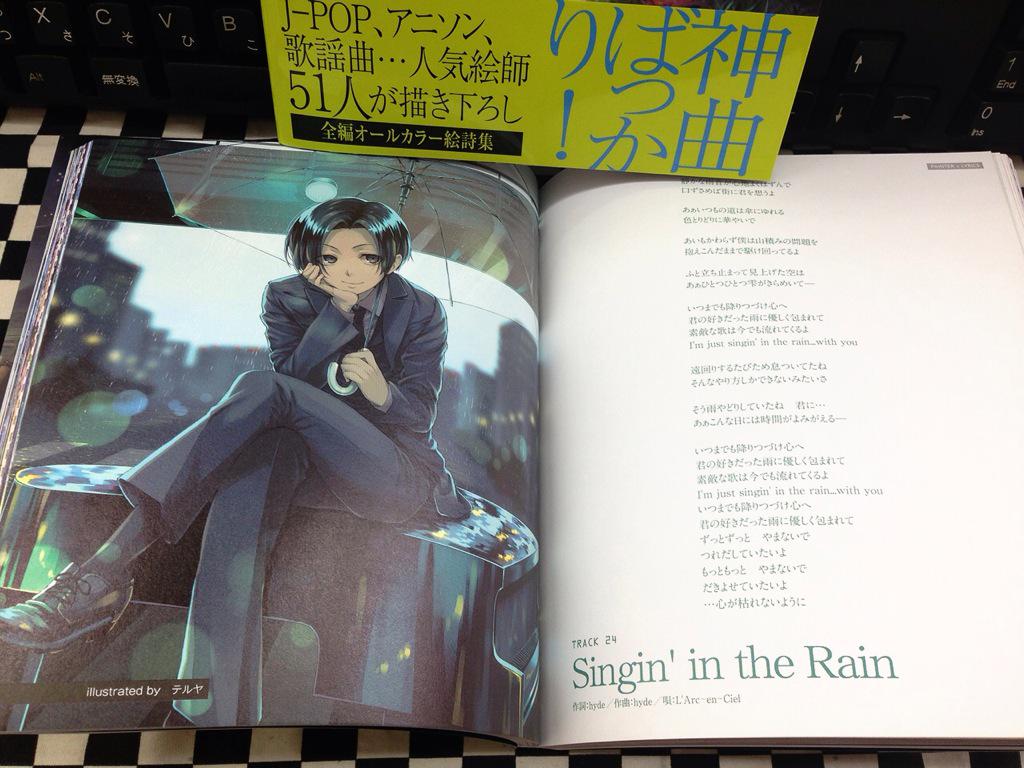 X
さ
C
そ
V
ひ
B
こ
Alt
無変換
↑
↓
→
1
End
0
Ins
J-POP、アニソン、
歌謡曲…人気絵師
51人が描き下ろし
全編オールカラー絵詩集
神曲
ばっか
り!
口ずさめば街に君を想うよ
あぁいつもの道は傘にゆれる
色とりどりに華やいで
あいもかわらず僕は山積みの問題を
抱えこんだままで駆け回ってるよ
ふと立ち止まって見上げた空は
あぁひとつひとつ雫がきらめいて―
いつまでも降りつづけ心へ
君の好きだった雨に優しく包まれて
素敵な歌は今でも流れてくるよ
I'm just singin' in the rain...with you
遠回りするたびため息ついてたね
そんなやり方しかできないみたいさ
そう雨やどりしていたね　君に…
あぁこんな日には時間がよみがえる―
いつまでも降りつづけ心へ
君の好きだった雨に優しく包まれて
素敵な歌は今でも流れてくるよ
I'm just singin' in the rain...with you
いつまでも降りつづけ心へ
君の好きだった雨に優しく包まれて
ずっとずっと　やまないで
つれだしていたいよ
もっともっと　やまないで
だきよせていたいよ
…心が枯れないように
TRACK 24
Singin' in the Rain
作詞:hyde／作曲:hyde／唄:L'Arc~en~Ciel
illustrated by　テルヤ